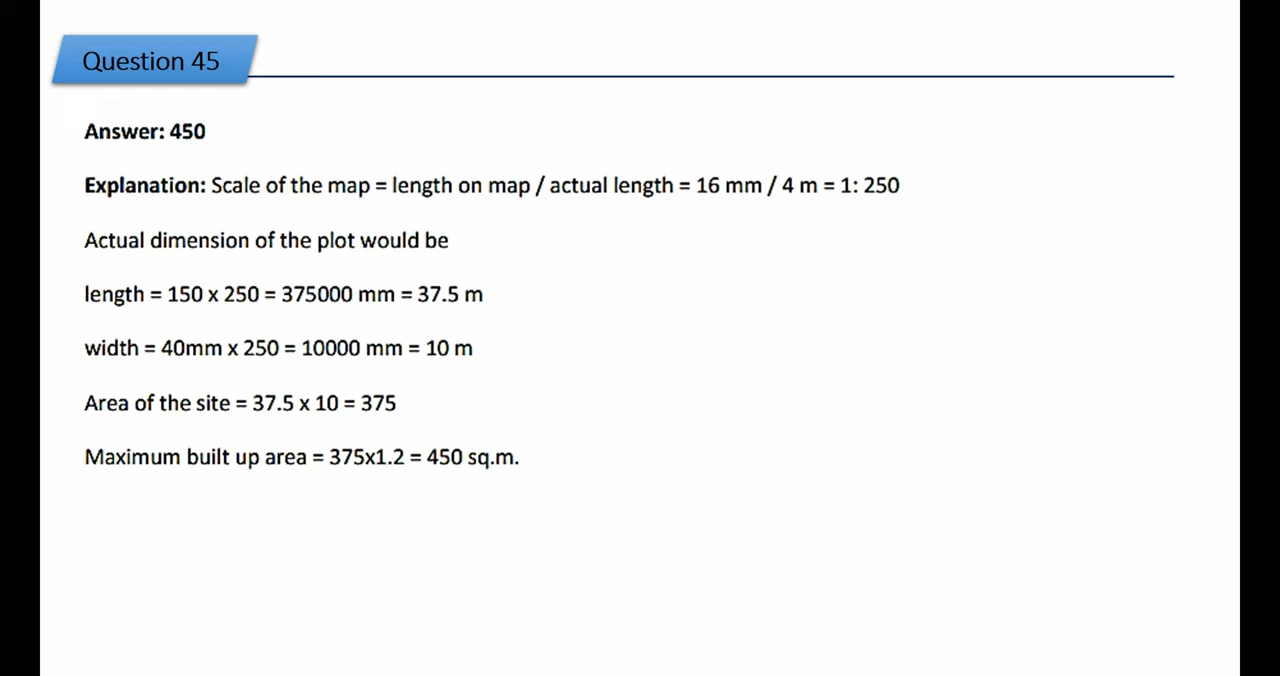 Question 45
Answer: 450
Explanation: Scale of the map = length on map / actual length = 16 mm / 4 m = 1: 250
Actual dimension of the plot would be
length = 150 x 250 = 375000 mm = 37.5 m
width = 40mm x 250 = 10000 mm = 10 m
Area of the site = 37.5 x 10 = 375
Maximum built up area = 375x1.2 = 450 sq.m.